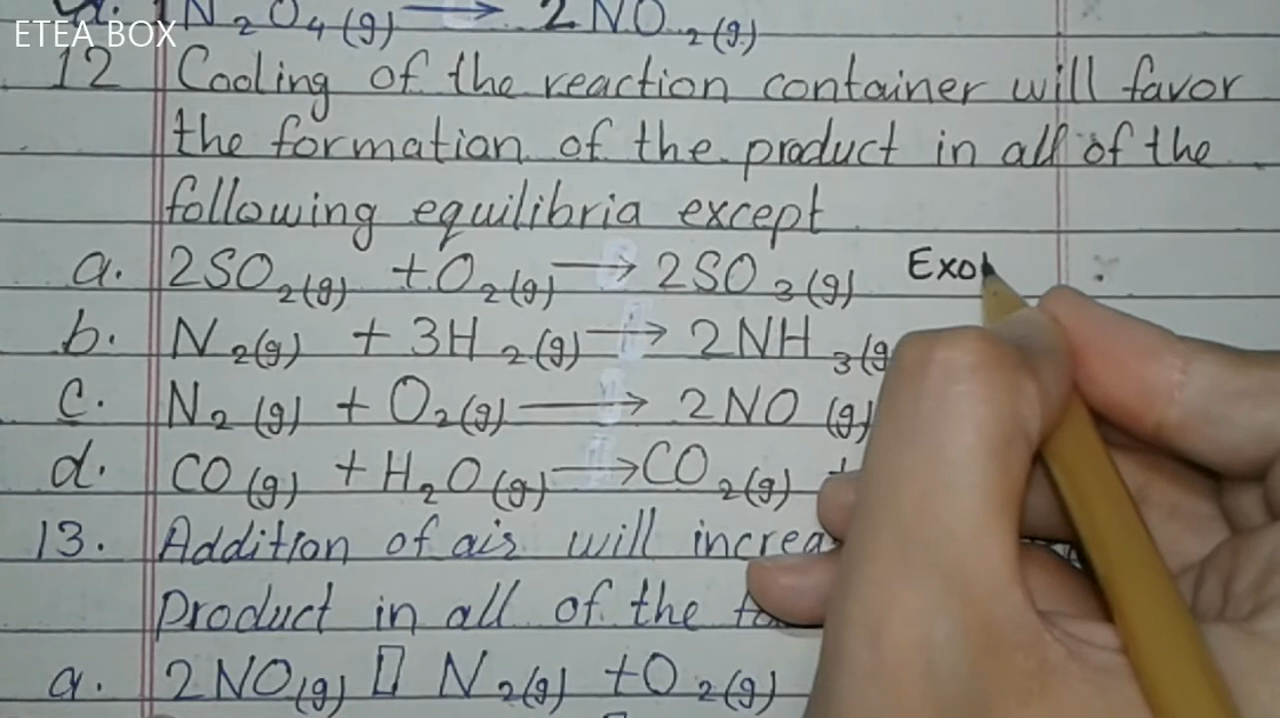 ETEA BOX
a. N₂O₄(g) → 2NO₂(g)
12 Cooling of the reaction container will favor
the formation of the product in all of the
following equilibria except
a. 2SO₂(g) + O₂(g) → 2SO₃(g) Exo
b. N₂(g) + 3H₂(g) → 2NH₃(g
c. N₂(g) + O₂(g) → 2NO(g)
d. CO(g) + H₂O(g) → CO₂(g) +
13. Addition of air will increa
product in all of the
a. 2NO(g) ▯ N₂(g) + O₂(g)